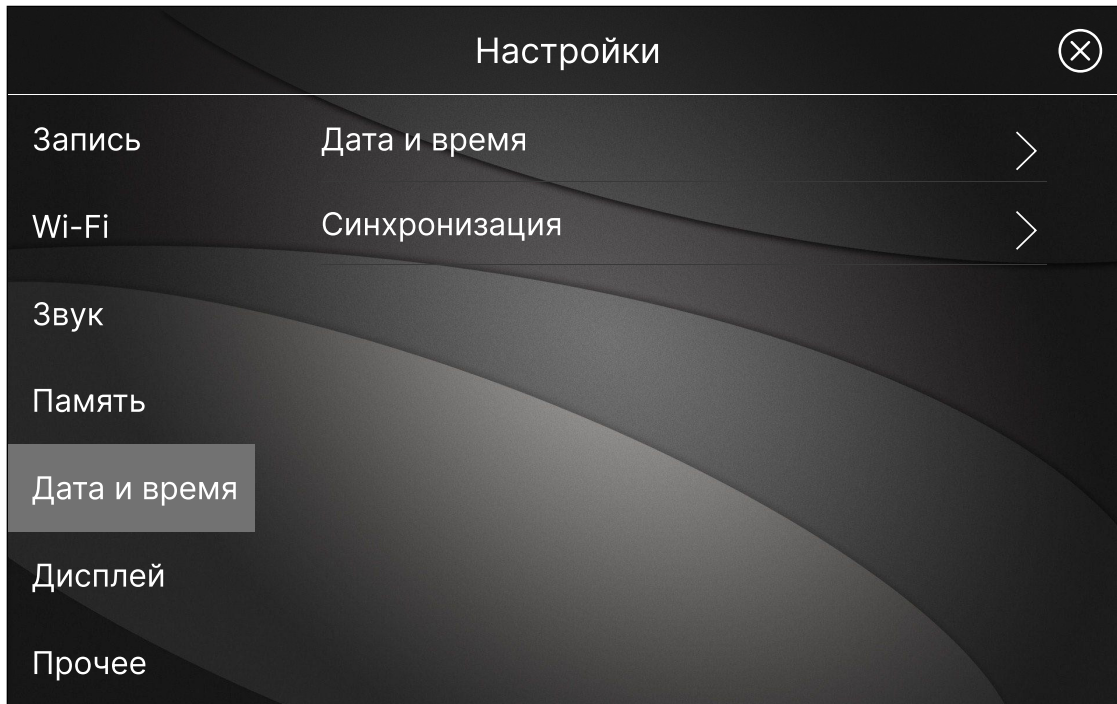 Настройки
Запись
Wi-Fi
Звук
Память
Дата и время
Дисплей
Прочее
Дата и время
Синхронизация